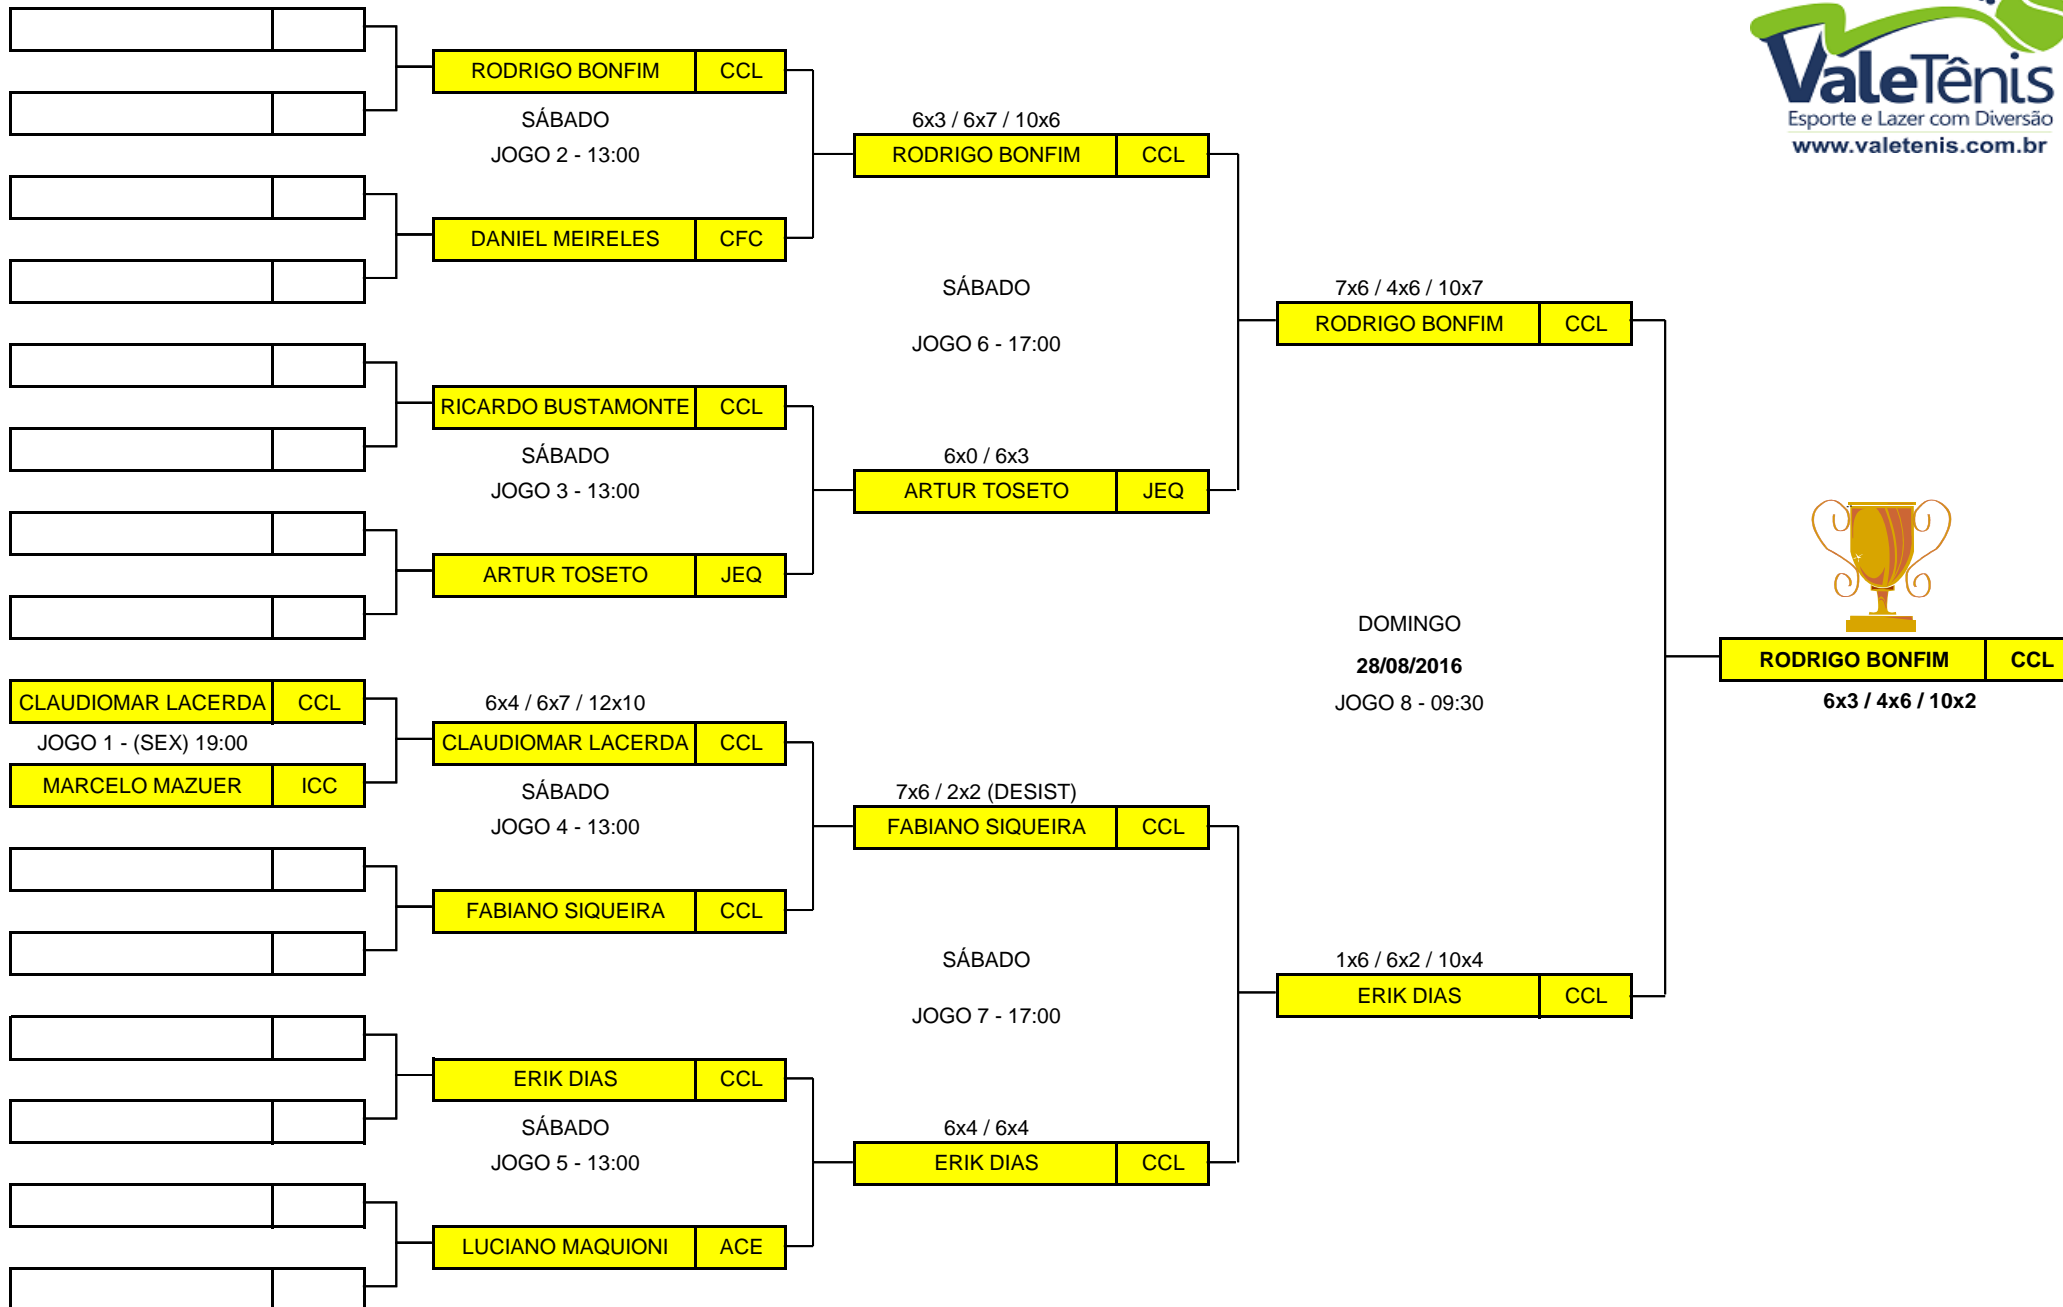 ValeTênis
Esporte e Lazer com Diversão
www.valetenis.com.br
RODRIGO BONFIM CCL
SÁBADO
JOGO 2 - 13:00
DANIEL MEIRELES CFC
RICARDO BUSTAMONTE CCL
SÁBADO
JOGO 3 - 13:00
ARTUR TOSETO JEQ
CLAUDIOMAR LACERDA CCL
JOGO 1 - (SEX) 19:00
MARCELO MAZUER ICC
6x4 / 6x7 / 12x10
CLAUDIOMAR LACERDA CCL
SÁBADO
JOGO 4 - 13:00
FABIANO SIQUEIRA CCL
ERIK DIAS CCL
SÁBADO
JOGO 5 - 13:00
LUCIANO MAQUIONI ACE
6x3 / 6x7 / 10x6
RODRIGO BONFIM CCL
SÁBADO
JOGO 6 - 17:00
6x0 / 6x3
ARTUR TOSETO JEQ
7x6 / 2x2 (DESIST)
FABIANO SIQUEIRA CCL
SÁBADO
JOGO 7 - 17:00
6x4 / 6x4
ERIK DIAS CCL
7x6 / 4x6 / 10x7
RODRIGO BONFIM CCL
DOMINGO
28/08/2016
JOGO 8 - 09:30
1x6 / 6x2 / 10x4
ERIK DIAS CCL
RODRIGO BONFIM CCL
6x3 / 4x6 / 10x2